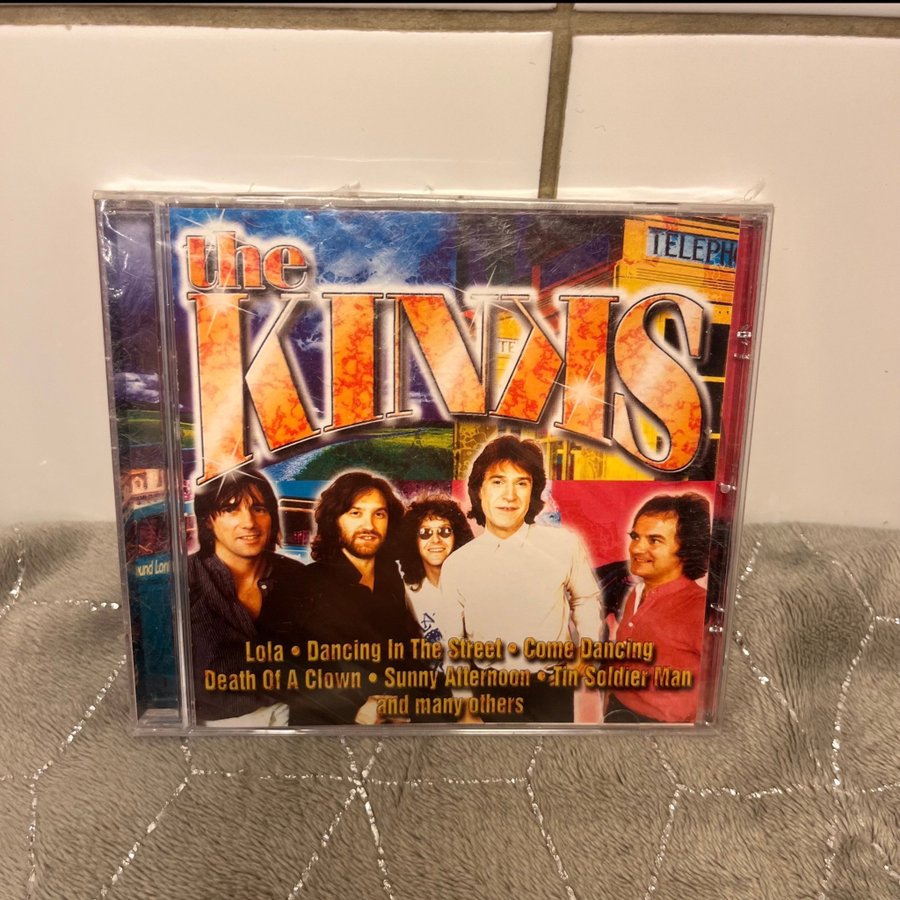 the
KINKS
TELEPH
Lola • Dancing In The Street • Come Dancing
Death Of A Clown • Sunny Afternoon • Tin Soldier Man
and many others